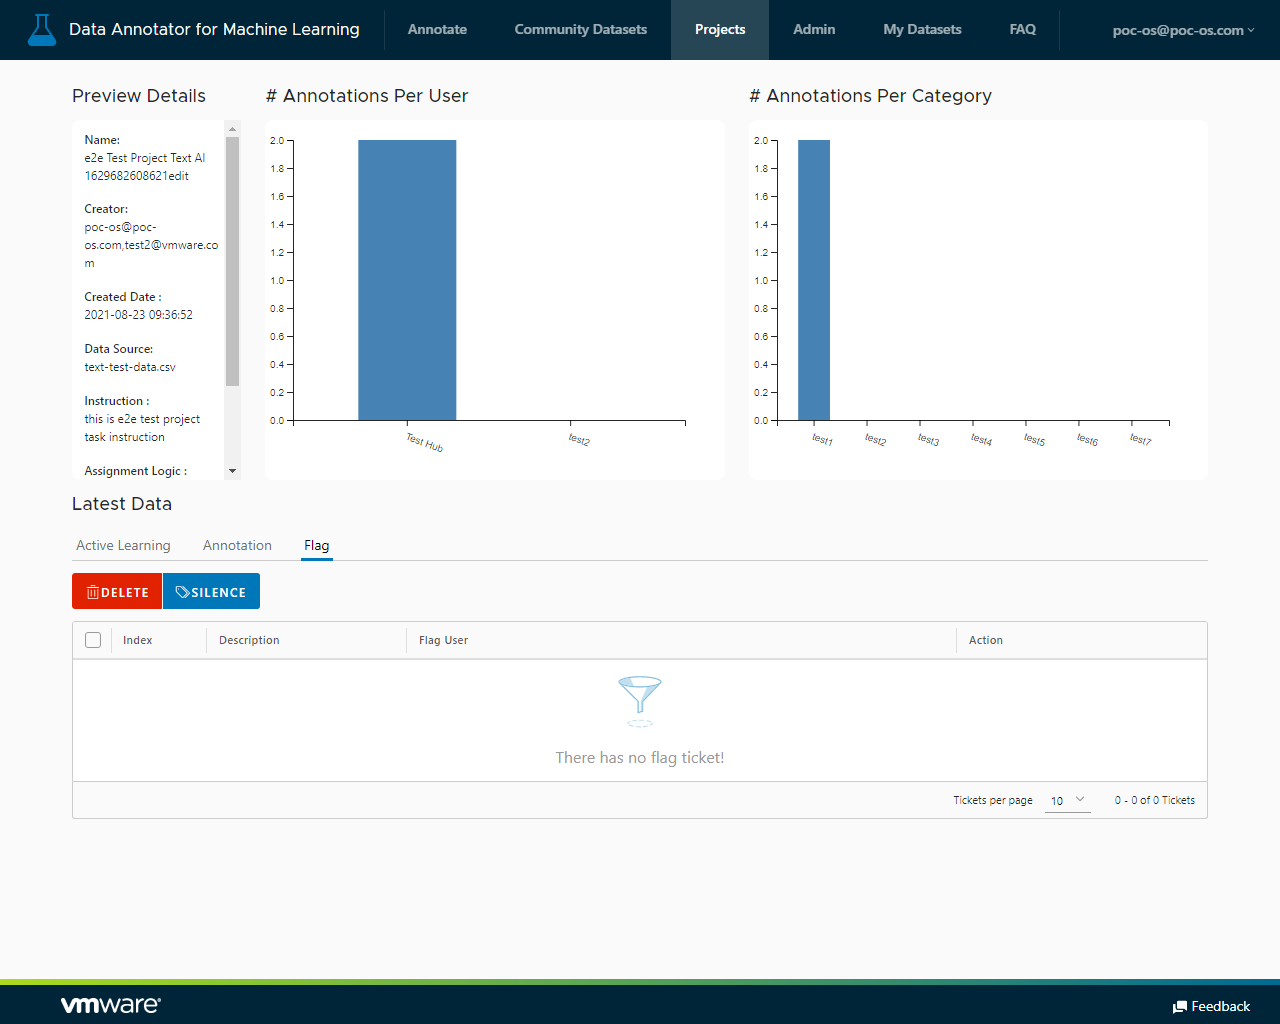 Data Annotator for Machine Learning
Annotate
Community Datasets
Projects
Admin
My Datasets
FAQ
poc-os@poc-os.com
Preview Details
Name:
e2e Test Project Text Al
1629682608621edit
Creator:
poc-os@poc-
os.com,test2@vmware.co
m
Created Date :
2021-08-23 09:36:52
Data Source:
text-test-data.csv
Instruction :
this is e2e test project
task instruction
Assignment Logic :
# Annotations Per User
2.0
1.8
1.6
1.4
1.2
1.0
0.8
0.6
0.4
0.2
0.0
Test Hub
test2
# Annotations Per Category
2.0
1.8
1.6
1.4
1.2
1.0
0.8
0.6
0.4
0.2
0.0
test1
test2
test3
test4
test5
test6
test7
Latest Data
Active Learning
Annotation
Flag
DELETE
SILENCE
Index
Description
Flag User
Action
There has no flag ticket!
Tickets per page
10
0 - 0 of 0 Tickets
vmware
Feedback